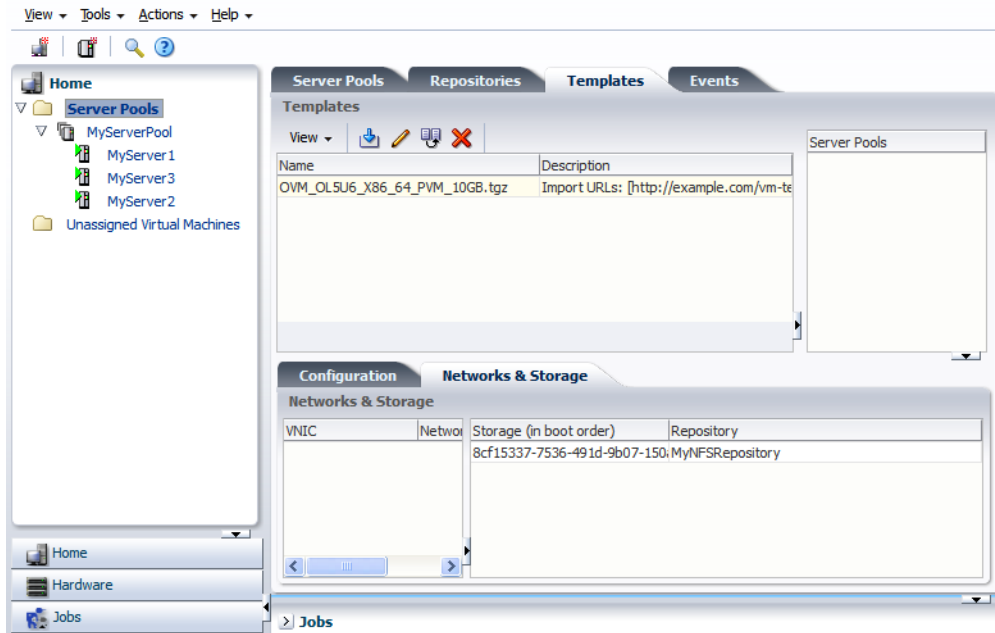 View Tools Actions Help
Home
Server Pools
MyServerPool
MyServer1
MyServer3
MyServer2
Unassigned Virtual Machines
Home
Hardware
Jobs
Server Pools Repositories Templates Events
Templates
View
Name Description
OVM_OL5U6_X86_64_PVM_10GB.tgz Import URLs: [http://example.com/vm-te
Server Pools
Configuration Networks & Storage
Networks & Storage
VNIC Networ Storage (in boot order) Repository
8cf15337-7536-491d-9b07-150 MyNFSRepository
Jobs